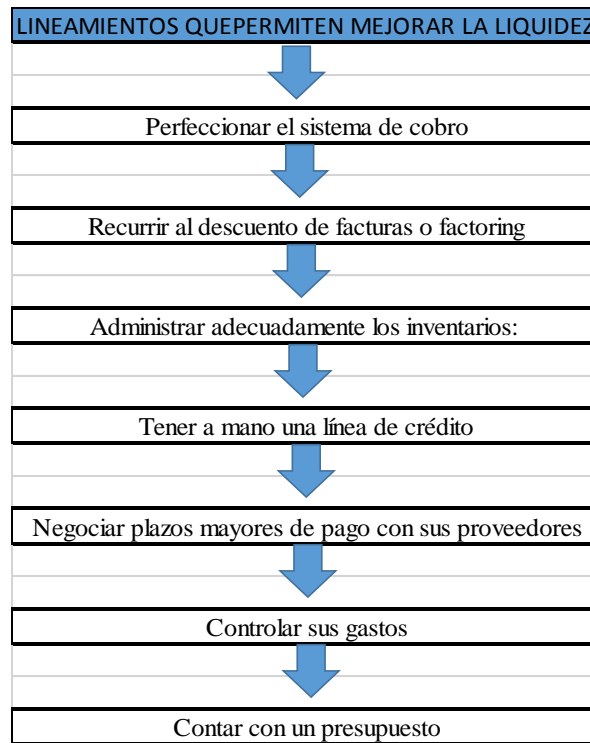 LINEAMIENTOS QUEPERMITEN MEJORAR LA LIQUIDEZ
Perfeccionar el sistema de cobro
Recurrir al descuento de facturas o factoring
Administrar adecuadamente los inventarios:
Tener a mano una línea de crédito
Negociar plazos mayores de pago con sus proveedores
Controlar sus gastos
Contar con un presupuesto